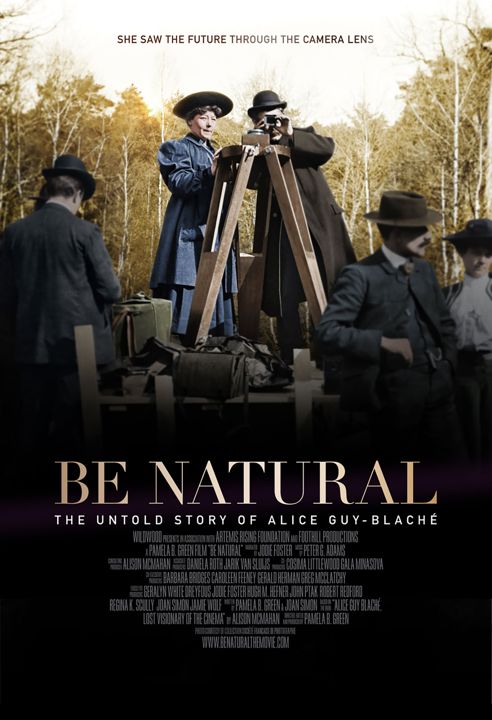 SHE SAW THE FUTURE THROUGH THE CAMERA LENS
BE NATURAL
THE UNTOLD STORY OF ALICE GUY-BLACHÉ
WILDWOOD PRESENTS IN ASSOCIATION WITH ARTEMIS RISING FOUNDATION AND FOOTHILL PRODUCTIONS
A PAMELA B. GREEN FILM "BE NATURAL" NARRATED BY JODIE FOSTER BY PETER G. ADAMS
ALISON MCMAHAN DANIELA ROTH JARIK VAN SLUIJS COSIMA LITTLEWOOD GALA MINASOVA
BARBARA BRIDGES CAROLEEN FEENEY GERALD HERMAN GREG MCCLATCHY
GERALYN WHITE DREYFOUS JODIE FOSTER HUGH M. HEFNER JOHN PTAK ROBERT REDFORD
REGINA K. SCULLY JOAN SIMON JAMIE WOLF WRITTEN BY PAMELA B. GREEN & JOAN SIMON "ALICE GUY BLACHÉ,
LOST VISIONARY OF THE CINEMA" BY ALISON MCMAHAN PAMELA B. GREEN
WWW.BENATURALTHEMOVIE.COM